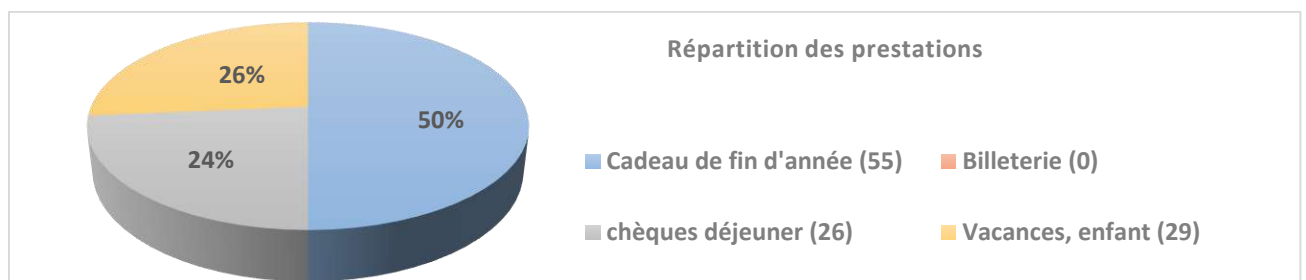 Répartition des prestations
26%
50%
24%
Cadeau de fin d'année (55)
Billeterie (0)
chèques déjeuner (26)
Vacances, enfant (29)